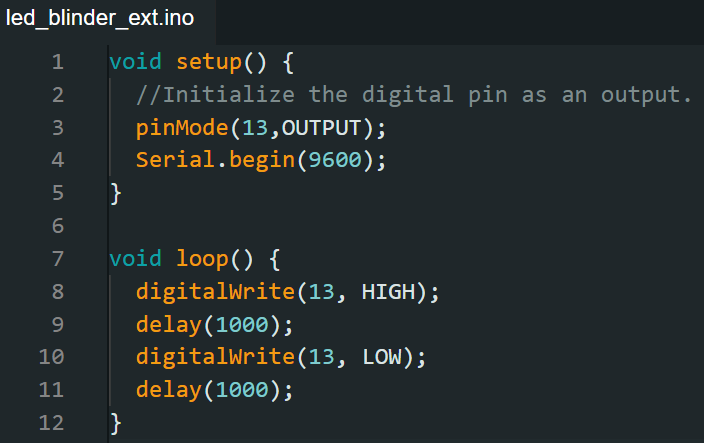 led_blinder_ext.ino
1 void setup() {
2 //Initialize the digital pin as an output.
3 pinMode(13,OUTPUT);
4 Serial.begin(9600);
5 }
6
7 void loop() {
8 digitalWrite(13, HIGH);
9 delay(1000);
10 digitalWrite(13, LOW);
11 delay(1000);
12 }